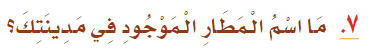 ٧. مَا اسْمُ الْمَطَارِ الْمَوْجُودِ فِي مَدِينَتِكَ؟